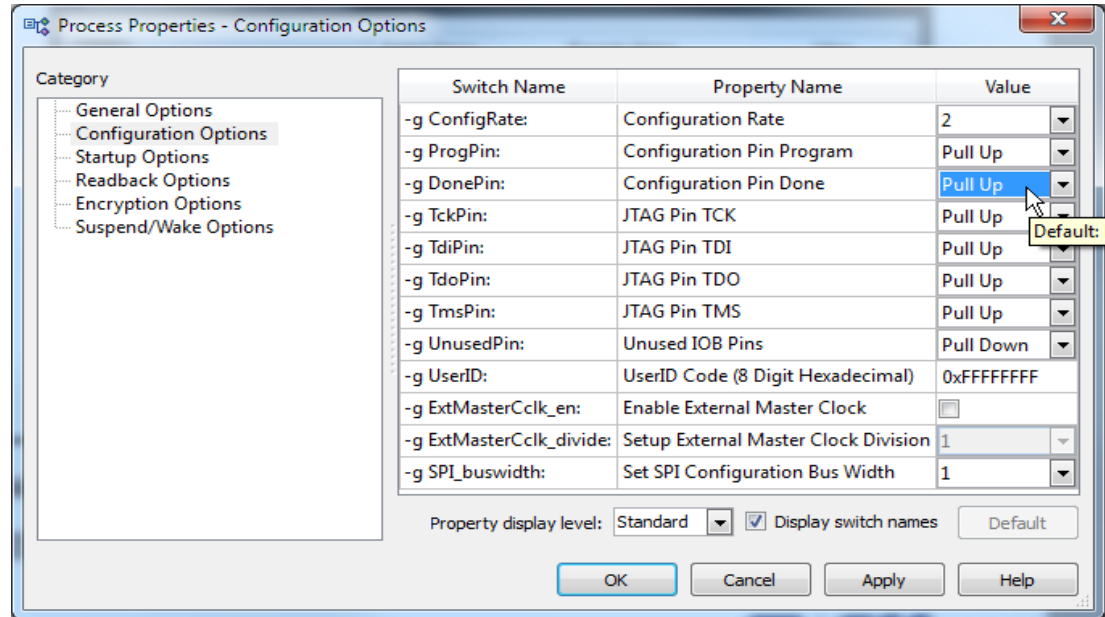 Process Properties - Configuration Options
Category
General Options
Configuration Options
Startup Options
Readback Options
Encryption Options
Suspend/Wake Options
Switch Name Property Name Value
-g ConfigRate: Configuration Rate 2
-g ProgPin: Configuration Pin Program Pull Up
-g DonePin: Configuration Pin Done Pull Up
-g TckPin: JTAG Pin TCK Pull Up
Default:
-g TdiPin: JTAG Pin TDI Pull Up
-g TdoPin: JTAG Pin TDO Pull Up
-g TmsPin: JTAG Pin TMS Pull Up
-g UnusedPin: Unused IOB Pins Pull Down
-g UserID: UserID Code (8 Digit Hexadecimal) 0xFFFFFFFF
-g ExtMasterCclk_en: Enable External Master Clock
-g ExtMasterCclk_divide: Setup External Master Clock Division 1
-g SPI_buswidth: Set SPI Configuration Bus Width 1
Property display level: Standard Display switch names Default
OK Cancel Apply Help